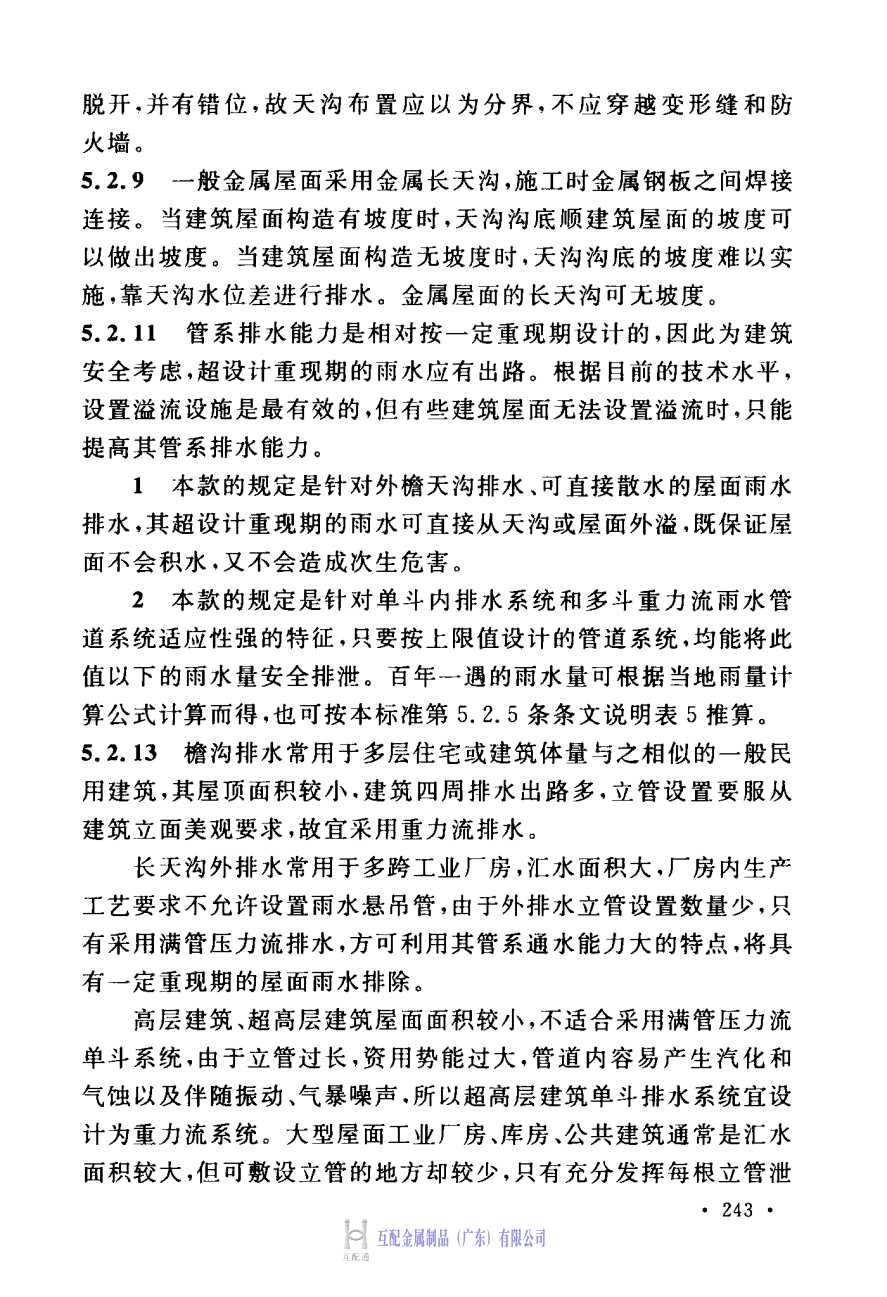 脱开,并有错位,故天沟布置应以为分界,不应穿越变形缝和防
火墙。
5.2.9 一般金属屋面采用金属长天沟,施工时金属钢板之间焊接
连接。当建筑屋面构造有坡度时,天沟沟底顺建筑屋面的坡度可
以做出坡度。当建筑屋面构造无坡度时,天沟沟底的坡度难以实
施,靠天沟水位差进行排水。金属屋面的长天沟可无坡度。
5.2.11 管系排水能力是相对按一定重现期设计的,因此为建筑
安全考虑,超设计重现期的雨水应有出路。根据目前的技术水平,
设置溢流设施是最有效的,但有些建筑屋面无法设置溢流时,只能
提高其管系排水能力。
1 本款的规定是针对外檐天沟排水、可直接散水的屋面雨水
排水,其超设计重现期的雨水可直接从天沟或屋面外溢,既保证屋
面不会积水,又不会造成次生危害。
2 本款的规定是针对单斗内排水系统和多斗重力流雨水管
道系统适应性强的特征,只要按上限值设计的管道系统,均能将此
值以下的雨水量安全排泄。百年一遇的雨水量可根据当地雨量计
算公式计算而得,也可按本标准第 5.2.5 条条文说明表 5 推算。
5.2.13 檐沟排水常用于多层住宅或建筑体量与之相似的一般民
用建筑,其屋顶面积较小,建筑四周排水出路多,立管设置要服从
建筑立面美观要求,故宜采用重力流排水。
长天沟外排水常用于多跨工业厂房,汇水面积大,厂房内生产
工艺要求不允许设置雨水悬吊管,由于外排水立管设置数量少,只
有采用满管压力流排水,方可利用其管系通水能力大的特点,将具
有一定重现期的屋面雨水排除。
高层建筑、超高层建筑屋面面积较小,不适合采用满管压力流
单斗系统,由于立管过长,资用势能过大,管道内容易产生汽化和
气蚀以及伴随振动、气暴噪声,所以超高层建筑单斗排水系统宜设
计为重力流系统。大型屋面工业厂房、库房、公共建筑通常是汇水
面积较大,但可敷设立管的地方却较少,只有充分发挥每根立管泄
• 243 •
互配金属制品（广东）有限公司
互配通